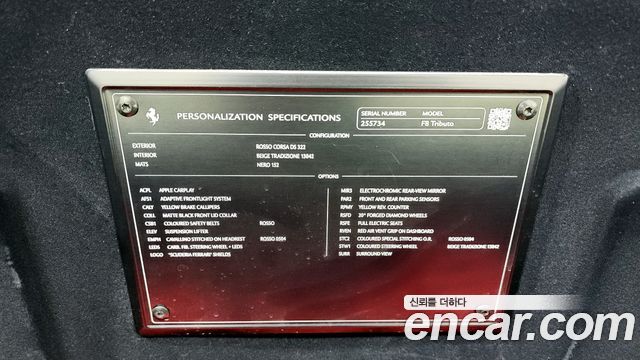 PERSONALIZATION SPECIFICATIONS
SERIAL NUMBER MODEL
255734 F8 Tributo
CONFIGURATION
EXTERIOR ROSSO CORSA DS 322
INTERIOR BEIGE TRADIZIONE 13042
MATS NERO 152
OPTIONS
ACPL APPLE CARPLAY
AFS1 ADAPTIVE FRONTLIGHT SYSTEM
CALY YELLOW BRAKE CALLIPERS
COLL MATTE BLACK FRONT LID COLLAR
COLOURED SAFETY BELTS ROSSO
ELEV SUSPENSION LIFTER
EMPH CAVALLINO STITCHED ON HEADREST ROSSO 0594
LEDS CARB. FIB. STEERING WHEEL + LEDS
LOGO "SCUDERIA FERRARI" SHIELDS
MIR3 ELECTROCHROMIC REAR-VIEW MIRROR
PAR2 FRONT AND REAR PARKING SENSORS
RPMY YELLOW REV. COUNTER
RSFD 20" FORGED DIAMOND WHEELS
RSFE FULL ELECTRIC SEATS
RVEN RED AIR VENT GRIP ON DASHBOARD
STC2 COLOURED SPECIAL STITCHING O.R. ROSSO 0594
STW1 COLOURED STEERING WHEEL BEIGE TRADIZIONE 13042
SURR SURROUND VIEW
신뢰를 더하다
encar.com